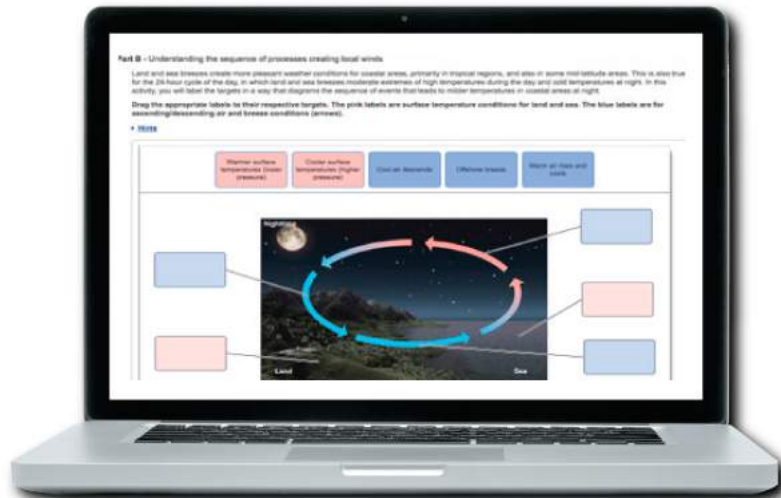 Part B - Understanding the sequence of processes creating local winds
Land and sea breezes create more pleasant weather conditions for coastal areas, primarily in tropical regions, and also in some mid-latitude areas. This is also true
for the 24-hour cycle of the day, in which land and sea breezes moderate extremes of high temperatures during the day and cold temperatures at night. In this
activity, you will label the targets in a way that diagrams the sequence of events that leads to milder temperatures in coastal areas at night.
Drag the appropriate labels to their respective targets. The pink labels are surface temperature conditions for land and sea. The blue labels are for
ascending/descending air and breeze conditions (arrows).
Hints
Warmer surface
temperatures (lower
pressure)
Cooler surface
temperatures (higher
pressure)
Cool air descends
Offshore breeze
Warm air rises and
cools
Nighttime
Land
Sea